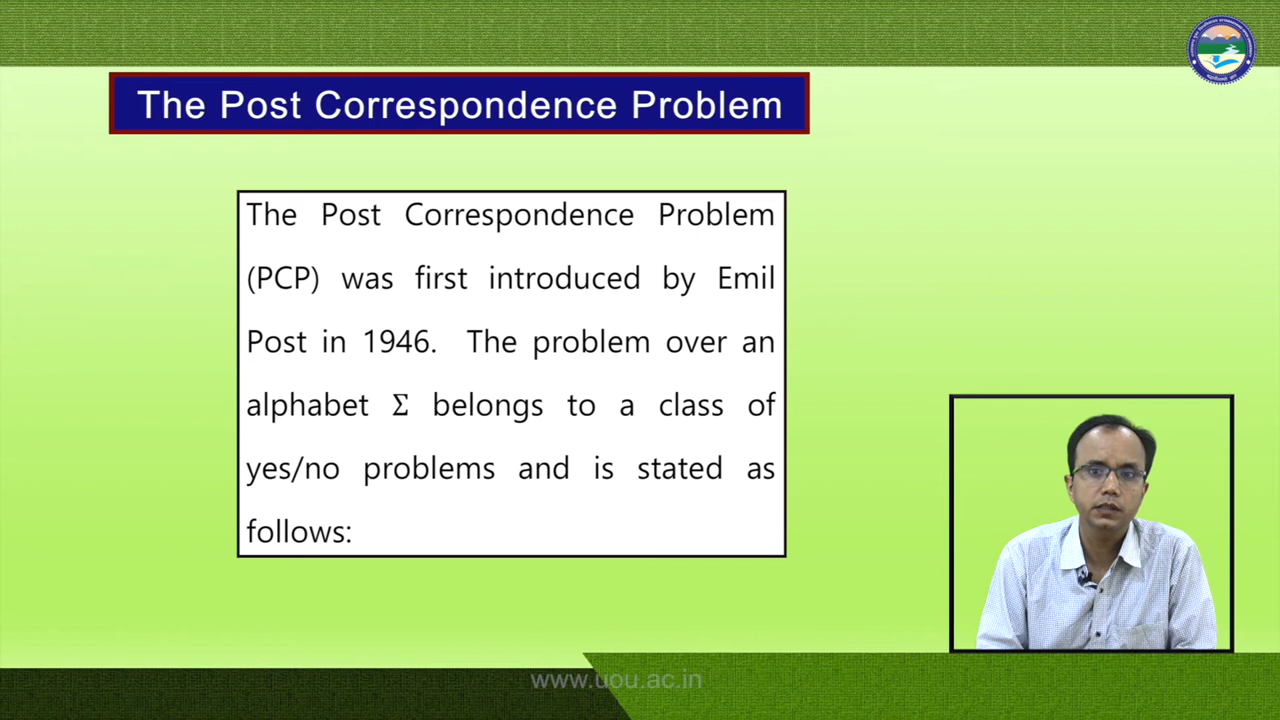 The Post Correspondence Problem
The Post Correspondence Problem
(PCP) was first introduced by Emil
Post in 1946. The problem over an
alphabet Σ belongs to a class of
yes/no problems and is stated as
follows:
www.uou.ac.in